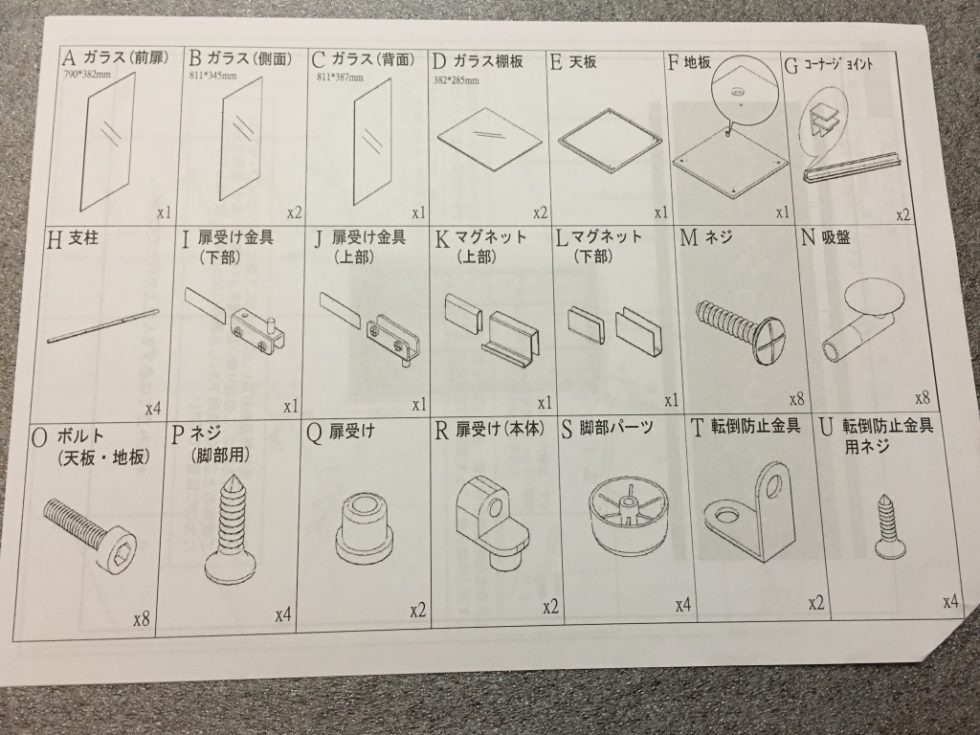 A ガラス(前扉)
790*382mm
x1
B ガラス(側面)
811*345mm
x2
C ガラス(背面)
811*387mm
x1
D ガラス棚板
382*285mm
x2
E 天板
x1
F 地板
x1
G ｺｰﾅｰｼﾞｮｲﾝﾄ
x2
H 支柱
x4
I 扉受け金具
(下部)
x1
J 扉受け金具
(上部)
x1
K マグネット
(上部)
x1
L マグネット
(下部)
x1
M ネジ
x8
N 吸盤
x8
O ボルト
(天板・地板)
x8
P ネジ
(脚部用)
x4
Q 扉受け
x2
R 扉受け(本体)
x2
S 脚部パーツ
x4
T 転倒防止金具
x2
U 転倒防止金具
用ネジ
x4